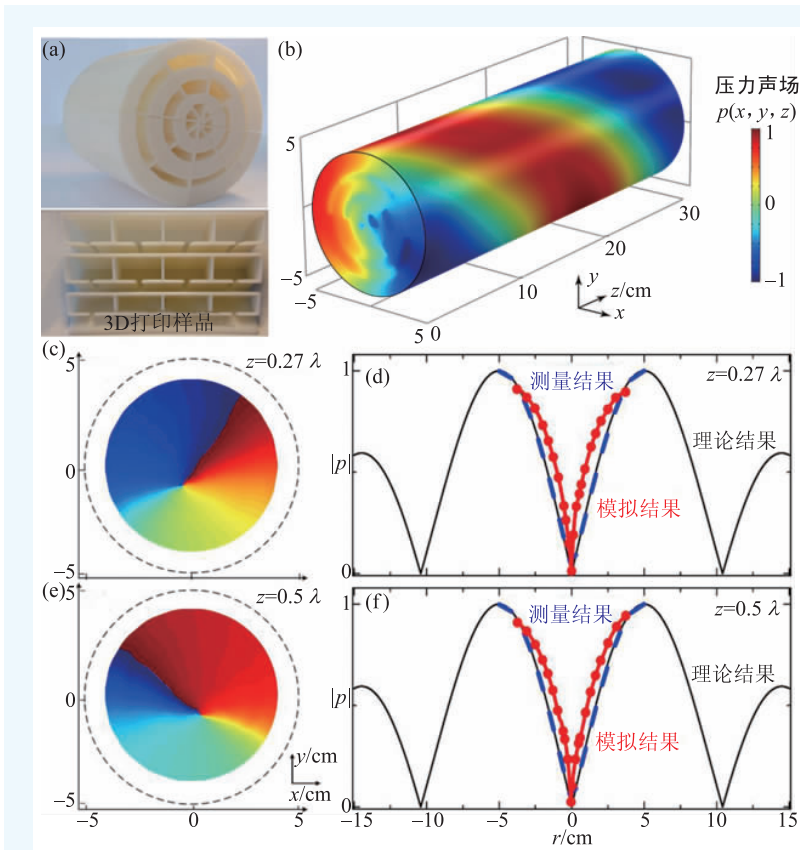 (a)
3D打印样品
(b)
5
−5
−5
5
0
10
20
30
y
z/cm
x
压力声场
p(x, y, z)
1
0
−1
(c)
z=0.27 λ
5
0
−5
(d)
z=0.27 λ
1
|p|
0
测量结果
理论结果
模拟结果
(e)
z=0.5 λ
5
0
−5
y/cm
x/cm
−5
0
5
(f)
z=0.5 λ
1
|p|
0
测量结果
理论结果
模拟结果
−15
−10
−5
0
5
10
15
r/cm